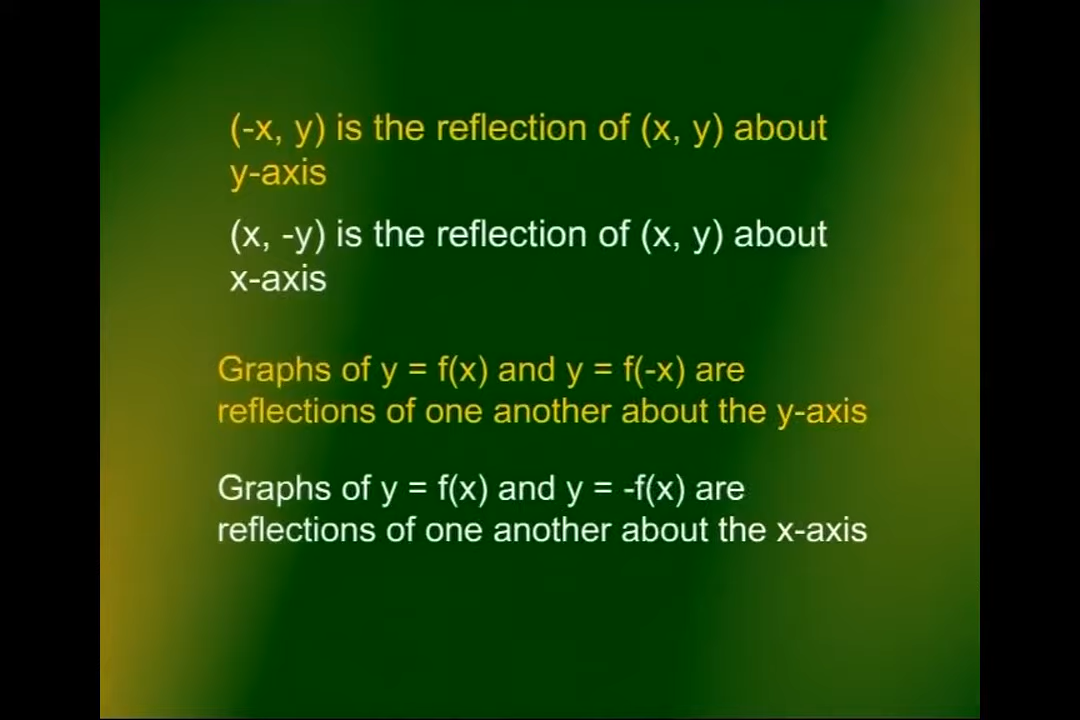 (-x, y) is the reflection of (x, y) about
y-axis
(x, -y) is the reflection of (x, y) about
x-axis
Graphs of y = f(x) and y = f(-x) are
reflections of one another about the y-axis
Graphs of y = f(x) and y = -f(x) are
reflections of one another about the x-axis